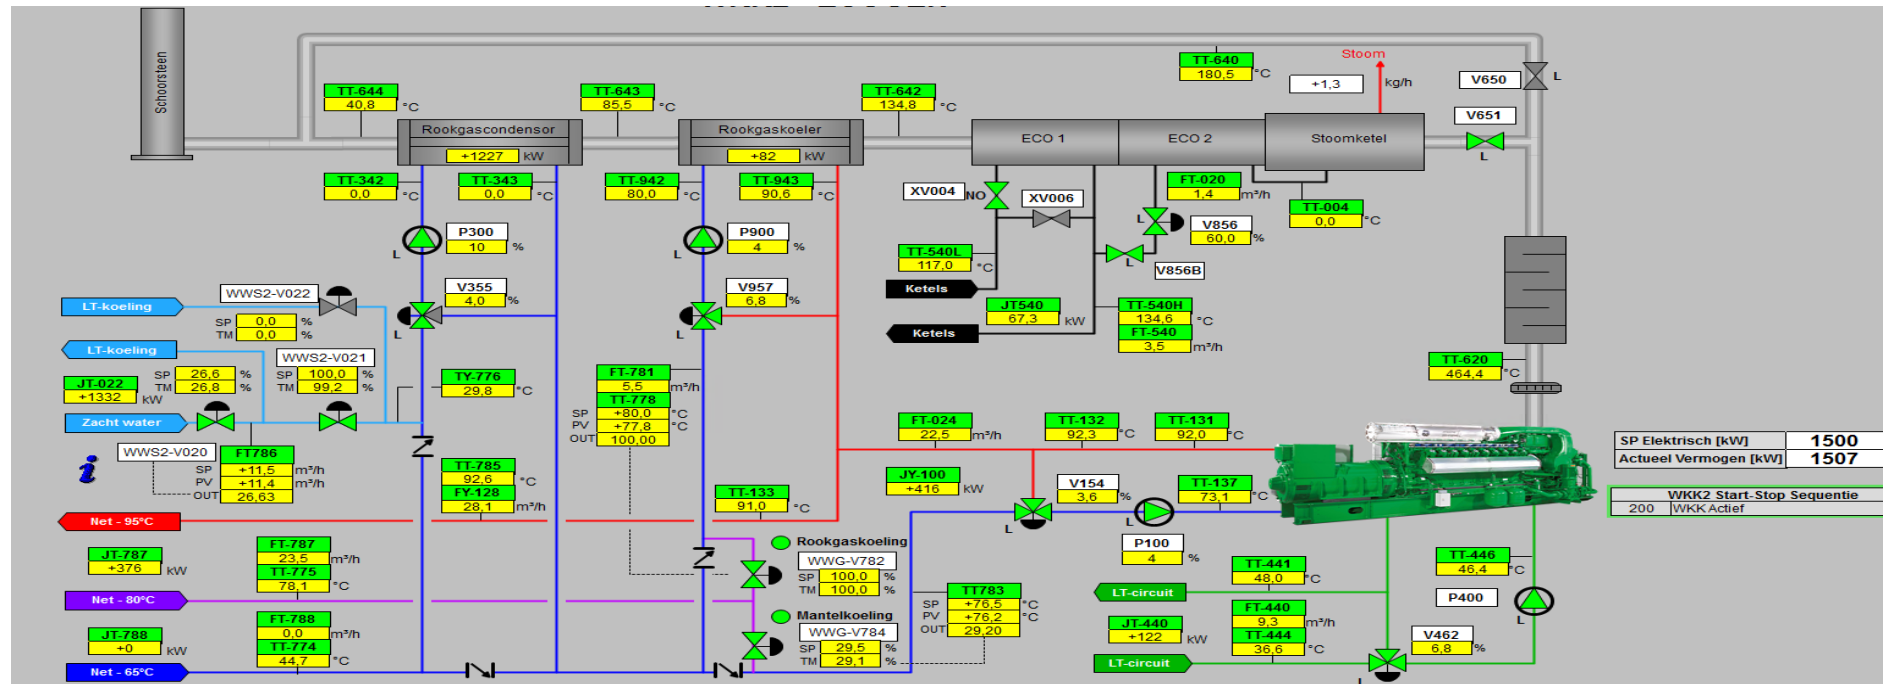 Schoorsteen
TT-644
40,8 °C
TT-643
85,5 °C
TT-642
134,8 °C
TT-640
180,5 °C
Stoom
+1,3 kg/h
V650
L
V651
L
Rookgascondensor
+1227 kW
Rookgaskoeler
+82 kW
ECO 1
ECO 2
Stoomketel
TT-342
0,0 °C
TT-343
0,0 °C
TT-942
80,0 °C
TT-943
90,6 °C
XV004
NO
XV006
FT-020
1,4 m³/h
TT-004
0,0 °C
P300
10 %
L
P900
4 %
L
L
V856
60,0 %
TT-540L
117,0 °C
L
V856B
WWS2-V022
V355
4,0 %
L
V957
6,8 %
L
Ketels
JT540
67,3 kW
TT-540H
134,6 °C
FT-540
3,5 m³/h
Ketels
LT-koeling
SP 0,0 %
TM 0,0 %
LT-koeling
WWS2-V021
SP 26,6 %
TM 26,8 %
SP 100,0 %
TM 99,2 %
JT-022
+1332 kW
TY-776
29,8 °C
FT-781
5,5 m³/h
TT-778
SP +80,0 °C
PV +77,8 °C
OUT 100,00
TT-620
464,4 °C
Zacht water
FT-024
22,5 m³/h
TT-132
92,3 °C
TT-131
92,0 °C
WWS2-V020
FT786
SP +11,5 m³/h
PV +11,4 m³/h
OUT 26,63
TT-785
92,6 °C
FY-128
28,1 m³/h
TT-133
91,0 °C
JY-100
+416 kW
V154
3,6 %
L
TT-137
73,1 °C
L
P100
4 %
SP Elektrisch [kW] 1500
Actueel Vermogen [kW] 1507
WKK2 Start-Stop Sequentie
200 WKK Actief
Net - 95°C
JT-787
+376 kW
FT-787
23,5 m³/h
TT-775
78,1 °C
Net - 80°C
Rookgaskoeling
WWG-V782
SP 100,0 %
TM 100,0 %
Mantelkoeling
WWG-V784
SP 29,5 %
TM 29,1 %
TT783
SP +76,5 °C
PV +76,2 °C
OUT 29,20
JT-788
+0 kW
FT-788
0,0 m³/h
TT-774
44,7 °C
Net - 65°C
TT-441
48,0 °C
TT-446
46,4 °C
LT-circuit
P400
L
JT-440
+122 kW
FT-440
9,3 m³/h
TT-444
36,6 °C
LT-circuit
V462
6,8 %
L